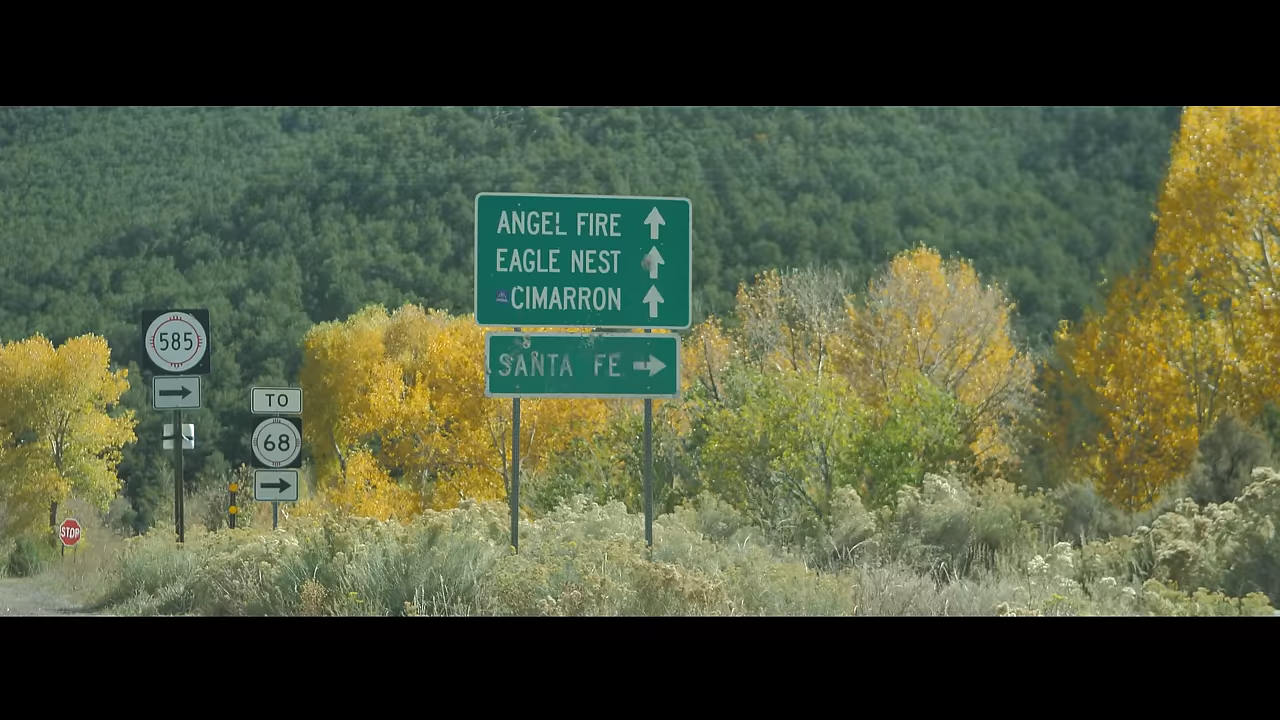 ANGEL FIRE
EAGLE NEST
CIMARRON
SANTA FE
585
TO
68
STOP